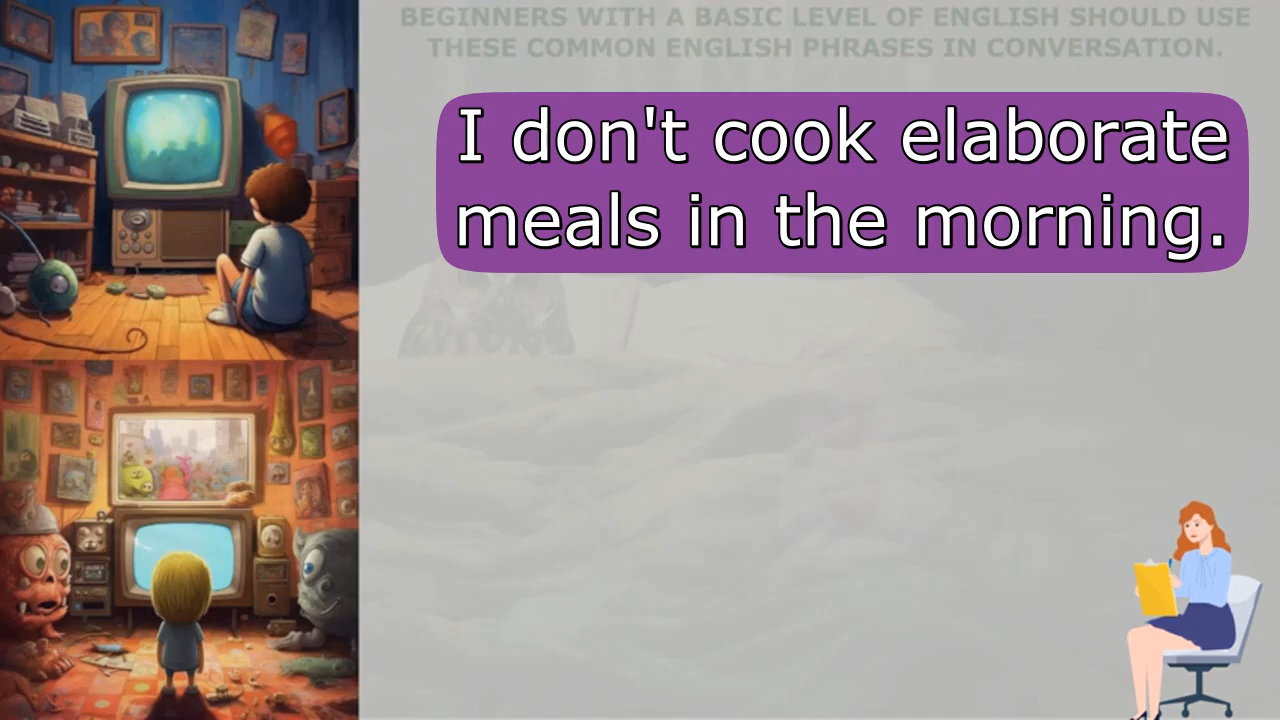 BEGINNERS WITH A BASIC LEVEL OF ENGLISH SHOULD USE
THESE COMMON ENGLISH PHRASES IN CONVERSATION.
I don't cook elaborate
meals in the morning.